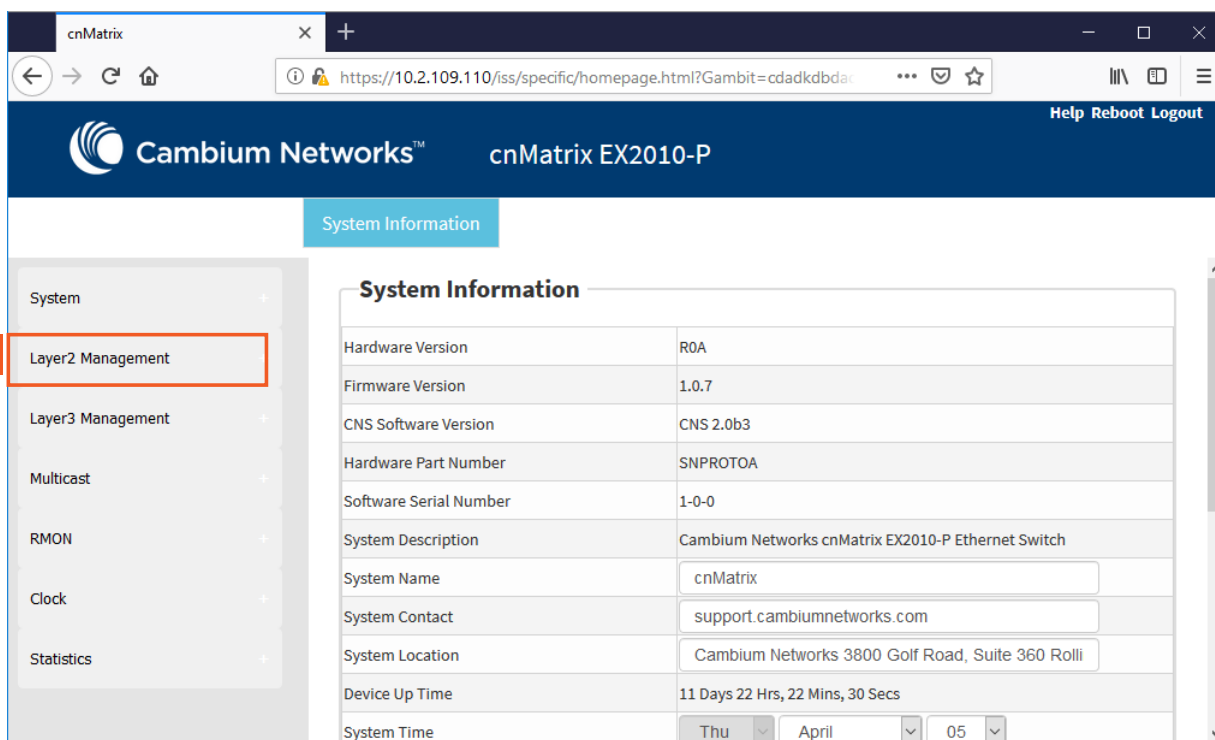 cnMatrix
https://10.2.109.110/iss/specific/homepage.html?Gambit=cdadkdbdac
Help Reboot Logout
Cambium Networks™
cnMatrix EX2010-P
System Information
System
Layer2 Management
Layer3 Management
Multicast
RMON
Clock
Statistics
System Information
Hardware Version R0A
Firmware Version 1.0.7
CNS Software Version CNS 2.0b3
Hardware Part Number SNPROTOA
Software Serial Number 1-0-0
System Description Cambium Networks cnMatrix EX2010-P Ethernet Switch
System Name cnMatrix
System Contact support.cambiumnetworks.com
System Location Cambium Networks 3800 Golf Road, Suite 360 Rolli
Device Up Time 11 Days 22 Hrs, 22 Mins, 30 Secs
System Time Thu April 05